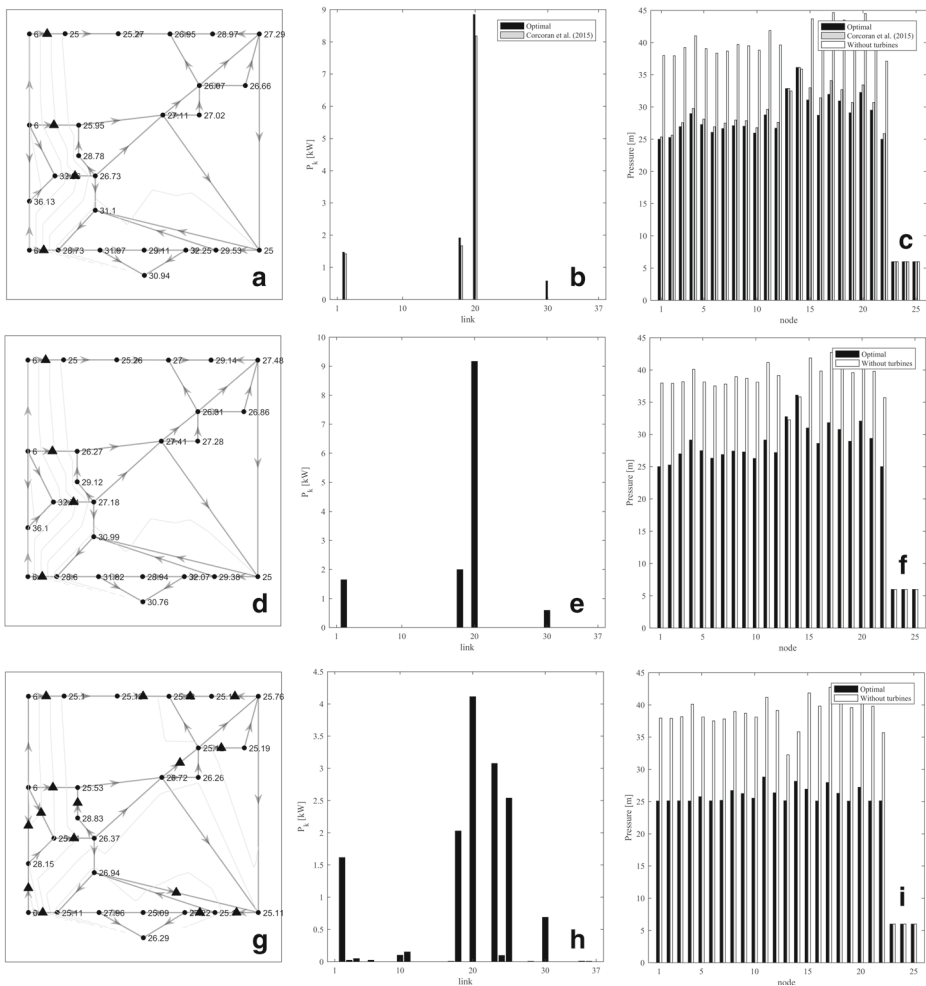 6 25 25.27 26.95 28.97 27.29
26.07 26.66
27.11 27.02
6 25.95
28.78
26.73
36.13
31.1
28.73 31.97 29.11 32.25 29.53 25
30.94
a
P_k [kW]
9
8
7
6
5
4
3
2
1
0
1 10 20 30 37
link
Optimal
Corcoran et al. (2015)
b
Pressure [m]
45
40
35
30
25
20
15
10
5
0
1 5 10 15 20 25
node
Optimal
Corcoran et al. (2015)
Without turbines
c
6 25 25.26 27 29.14 27.48
26.81 26.86
27.41 27.28
6 26.27
29.12
27.18
36.1
30.99
28.6 31.82 28.94 32.07 29.38 25
30.76
d
P_k [kW]
10
9
8
7
6
5
4
3
2
1
0
1 10 20 30 37
link
e
Pressure [m]
45
40
35
30
25
20
15
10
5
0
1 5 10 15 20 25
node
Optimal
Without turbines
f
6 25.1 25.76
25.19
26.72 26.26
6 25.53
28.83
26.37
28.15
26.94
25.11 27.96 25.69 25.11
26.29
g
P_k [kW]
4.5
4
3.5
3
2.5
2
1.5
1
0.5
0
1 10 20 30 37
link
h
Pressure [m]
45
40
35
30
25
20
15
10
5
0
1 5 10 15 20 25
node
Optimal
Without turbines
i